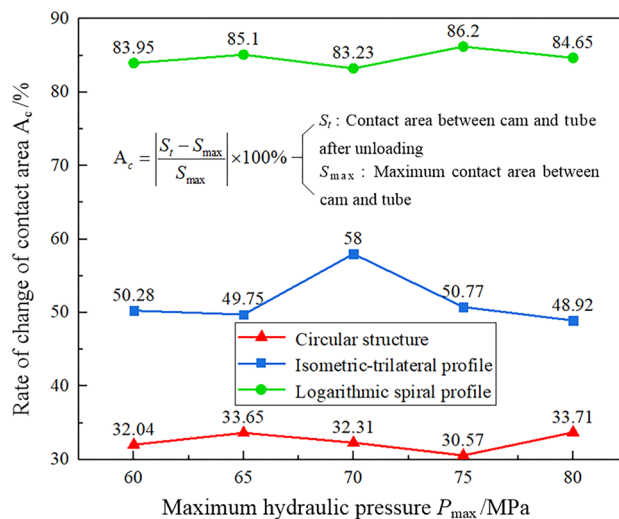 Rate of change of contact area A_c /%
90
80
70
60
50
40
30
83.95
85.1
83.23
86.2
84.65
A_c = |(S_t − S_max) / S_max| ×100%
S_t : Contact area between cam and tube
after unloading
S_max : Maximum contact area between
cam and tube
50.28
49.75
58
50.77
48.92
Circular structure
Isometric-trilateral profile
Logarithmic spiral profile
32.04
33.65
32.31
30.57
33.71
60
65
70
75
80
Maximum hydraulic pressure P_max /MPa